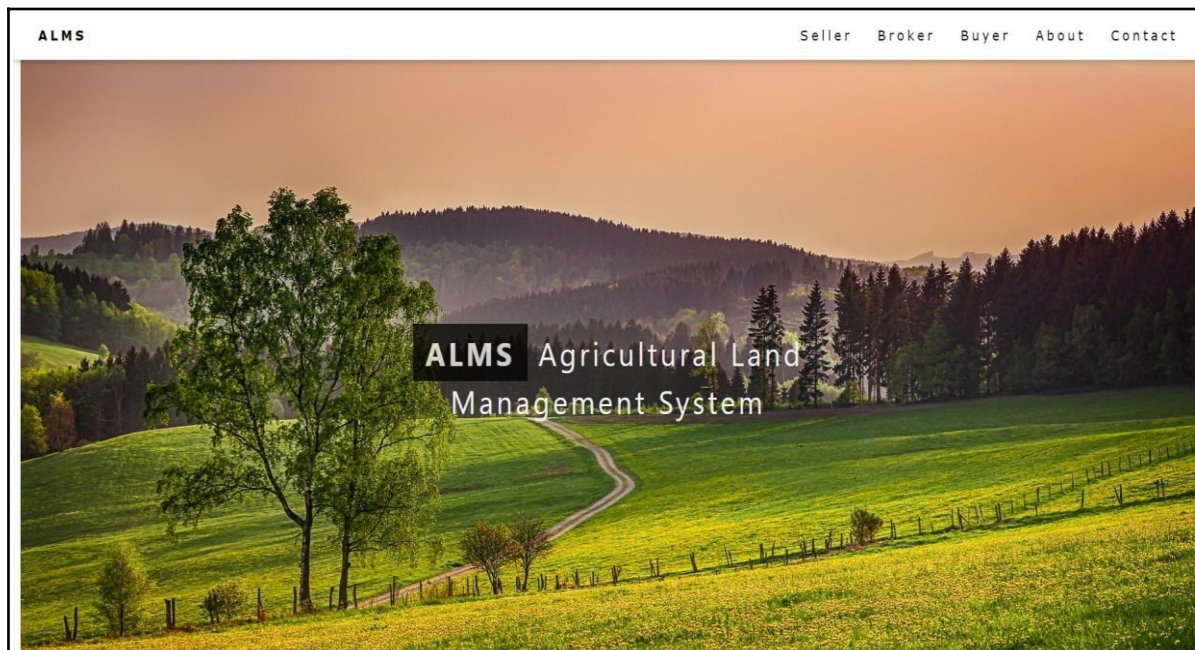 ALMS
Seller Broker Buyer About Contact
ALMS Agricultural Land
Management System